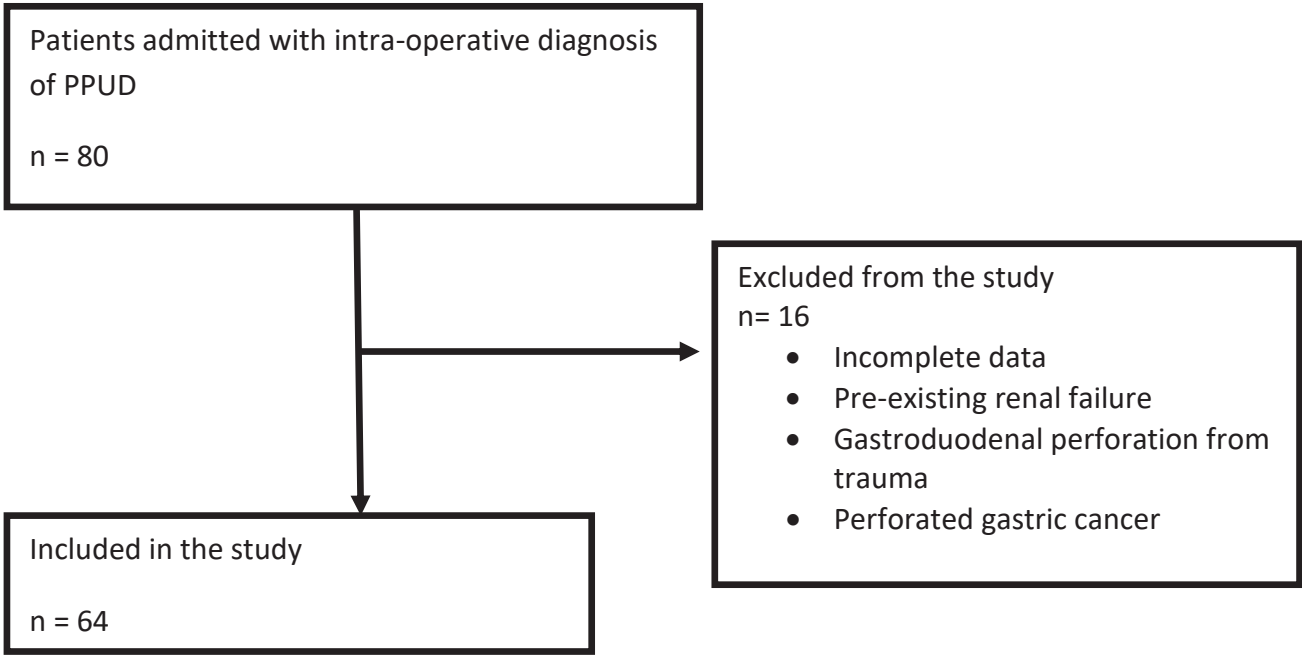 Patients admitted with intra-operative diagnosis
of PPUD
n = 80
Excluded from the study
n= 16
• Incomplete data
• Pre-existing renal failure
• Gastroduodenal perforation from
trauma
• Perforated gastric cancer
Included in the study
n = 64